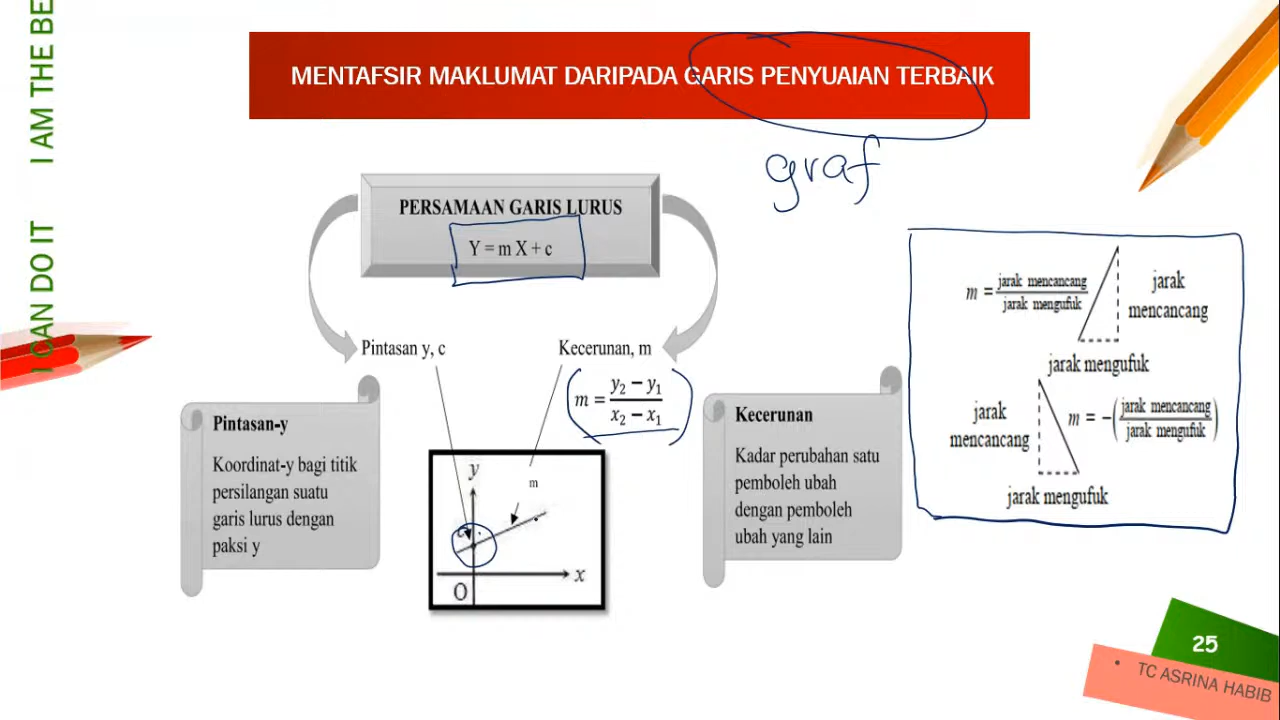 I CAN DO IT I AM THE BE
MENTAFSIR MAKLUMAT DARIPADA GARIS PENYUAIAN TERBAIK
graf
PERSAMAAN GARIS LURUS
Y = m X + c
Pintasan y, c
Kecerunan, m
m = (y₂ − y₁)/(x₂ − x₁)
Pintasan-y
Koordinat-y bagi titik
persilangan suatu
garis lurus dengan
paksi y
y
m
x
O
Kecerunan
Kadar perubahan satu
pemboleh ubah
dengan pemboleh
ubah yang lain
m = jarak mencancang / jarak mengufuk
jarak
mencancang
jarak mengufuk
jarak
mencancang
m = −(jarak mencancang / jarak mengufuk)
jarak mengufuk
25
• TC ASRINA HABIB